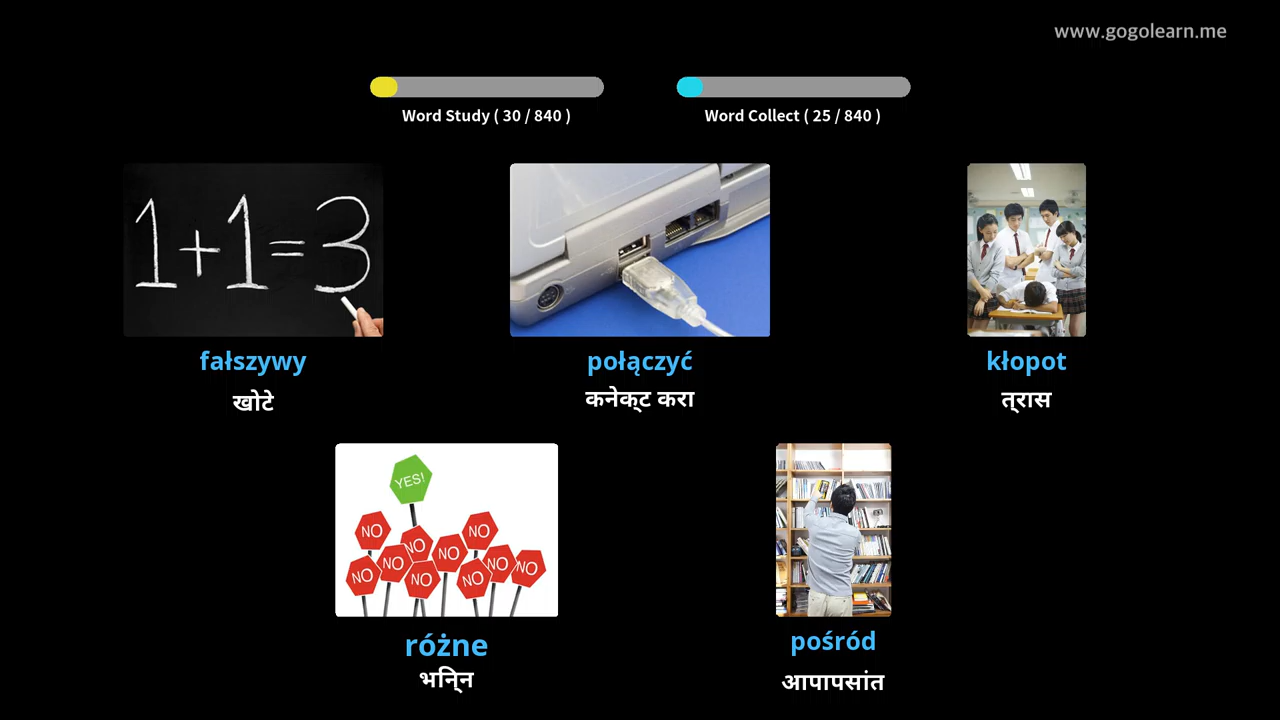 www.gogolearn.me
Word Study ( 30 / 840 )
Word Collect ( 25 / 840 )
1+1=3
fałszywy
połączyć
kłopot
खोटे
कनेक्ट करा
त्रास
YES!
NO
NO
NO
NO
NO
NO
NO
NO
NO
NO
różne
pośród
भिन्न
आपापसांत